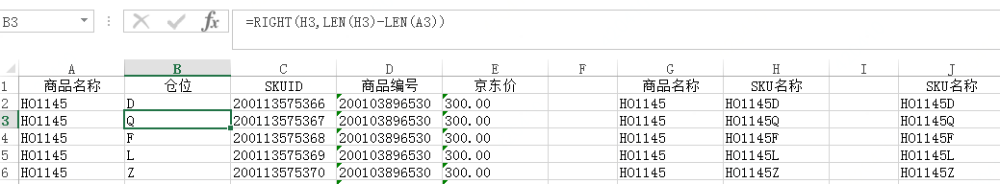 B3 fx =RIGHT(H3,LEN(H3)-LEN(A3))
A B C D E F G H I J
1 商品名称 仓位 SKUID 商品编号 京东价 商品名称 SKU名称 SKU名称
2 HO1145 D 200113575366 200103896530 300.00 HO1145 HO1145D HO1145D
3 HO1145 Q 200113575367 200103896530 300.00 HO1145 HO1145Q HO1145Q
4 HO1145 F 200113575368 200103896530 300.00 HO1145 HO1145F HO1145F
5 HO1145 L 200113575369 200103896530 300.00 HO1145 HO1145L HO1145L
6 HO1145 Z 200113575370 200103896530 300.00 HO1145 HO1145Z HO1145Z